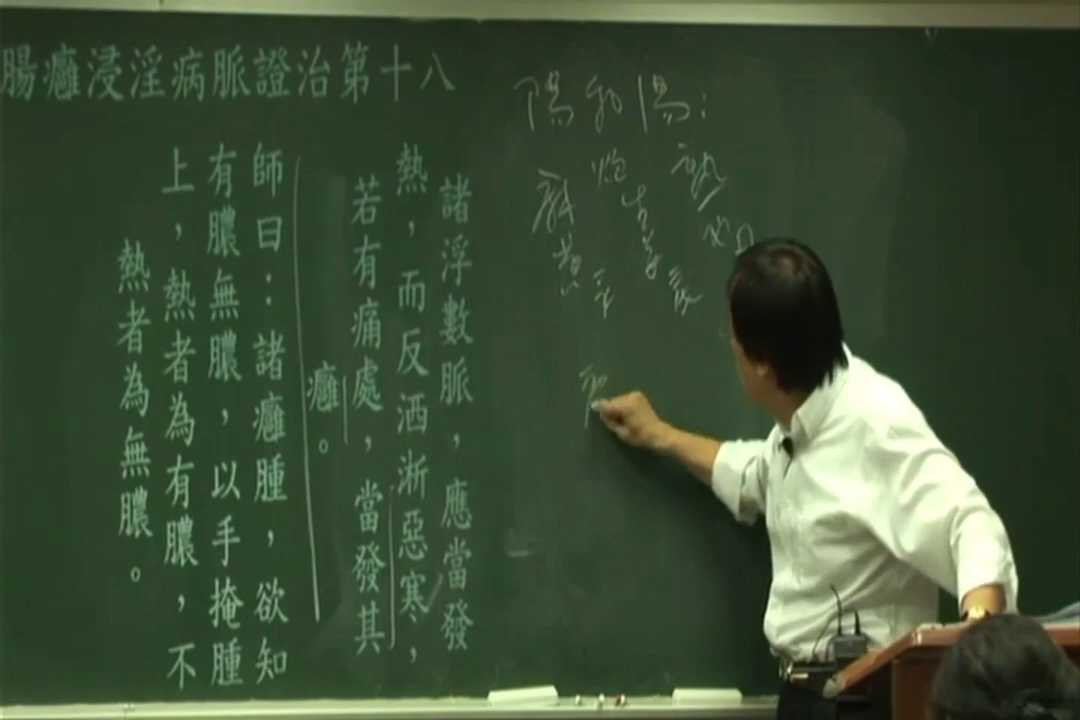 腸癰浸淫病脈證治第十八
諸浮數脈，應當發
熱，而反洒淅惡寒，
若有痛處，當發其
癰。
師曰：諸癰腫，欲知
有膿無膿，以手掩腫
上，熱者為有膿，不
熱者為無膿。
陽和湯：